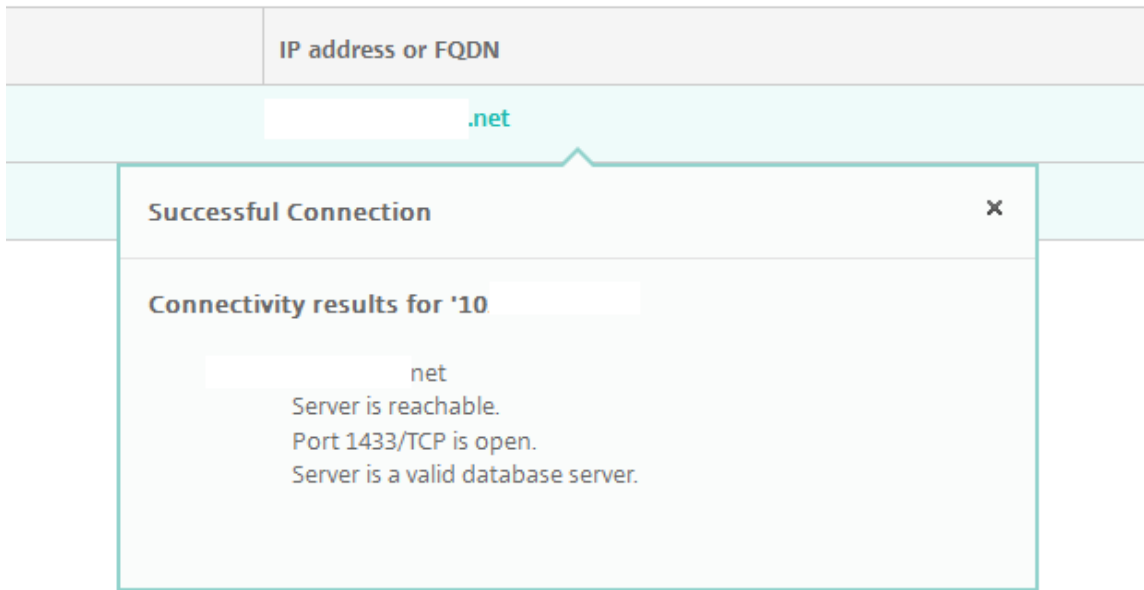 IP address or FQDN
.net
Successful Connection
×
Connectivity results for '10
net
Server is reachable.
Port 1433/TCP is open.
Server is a valid database server.